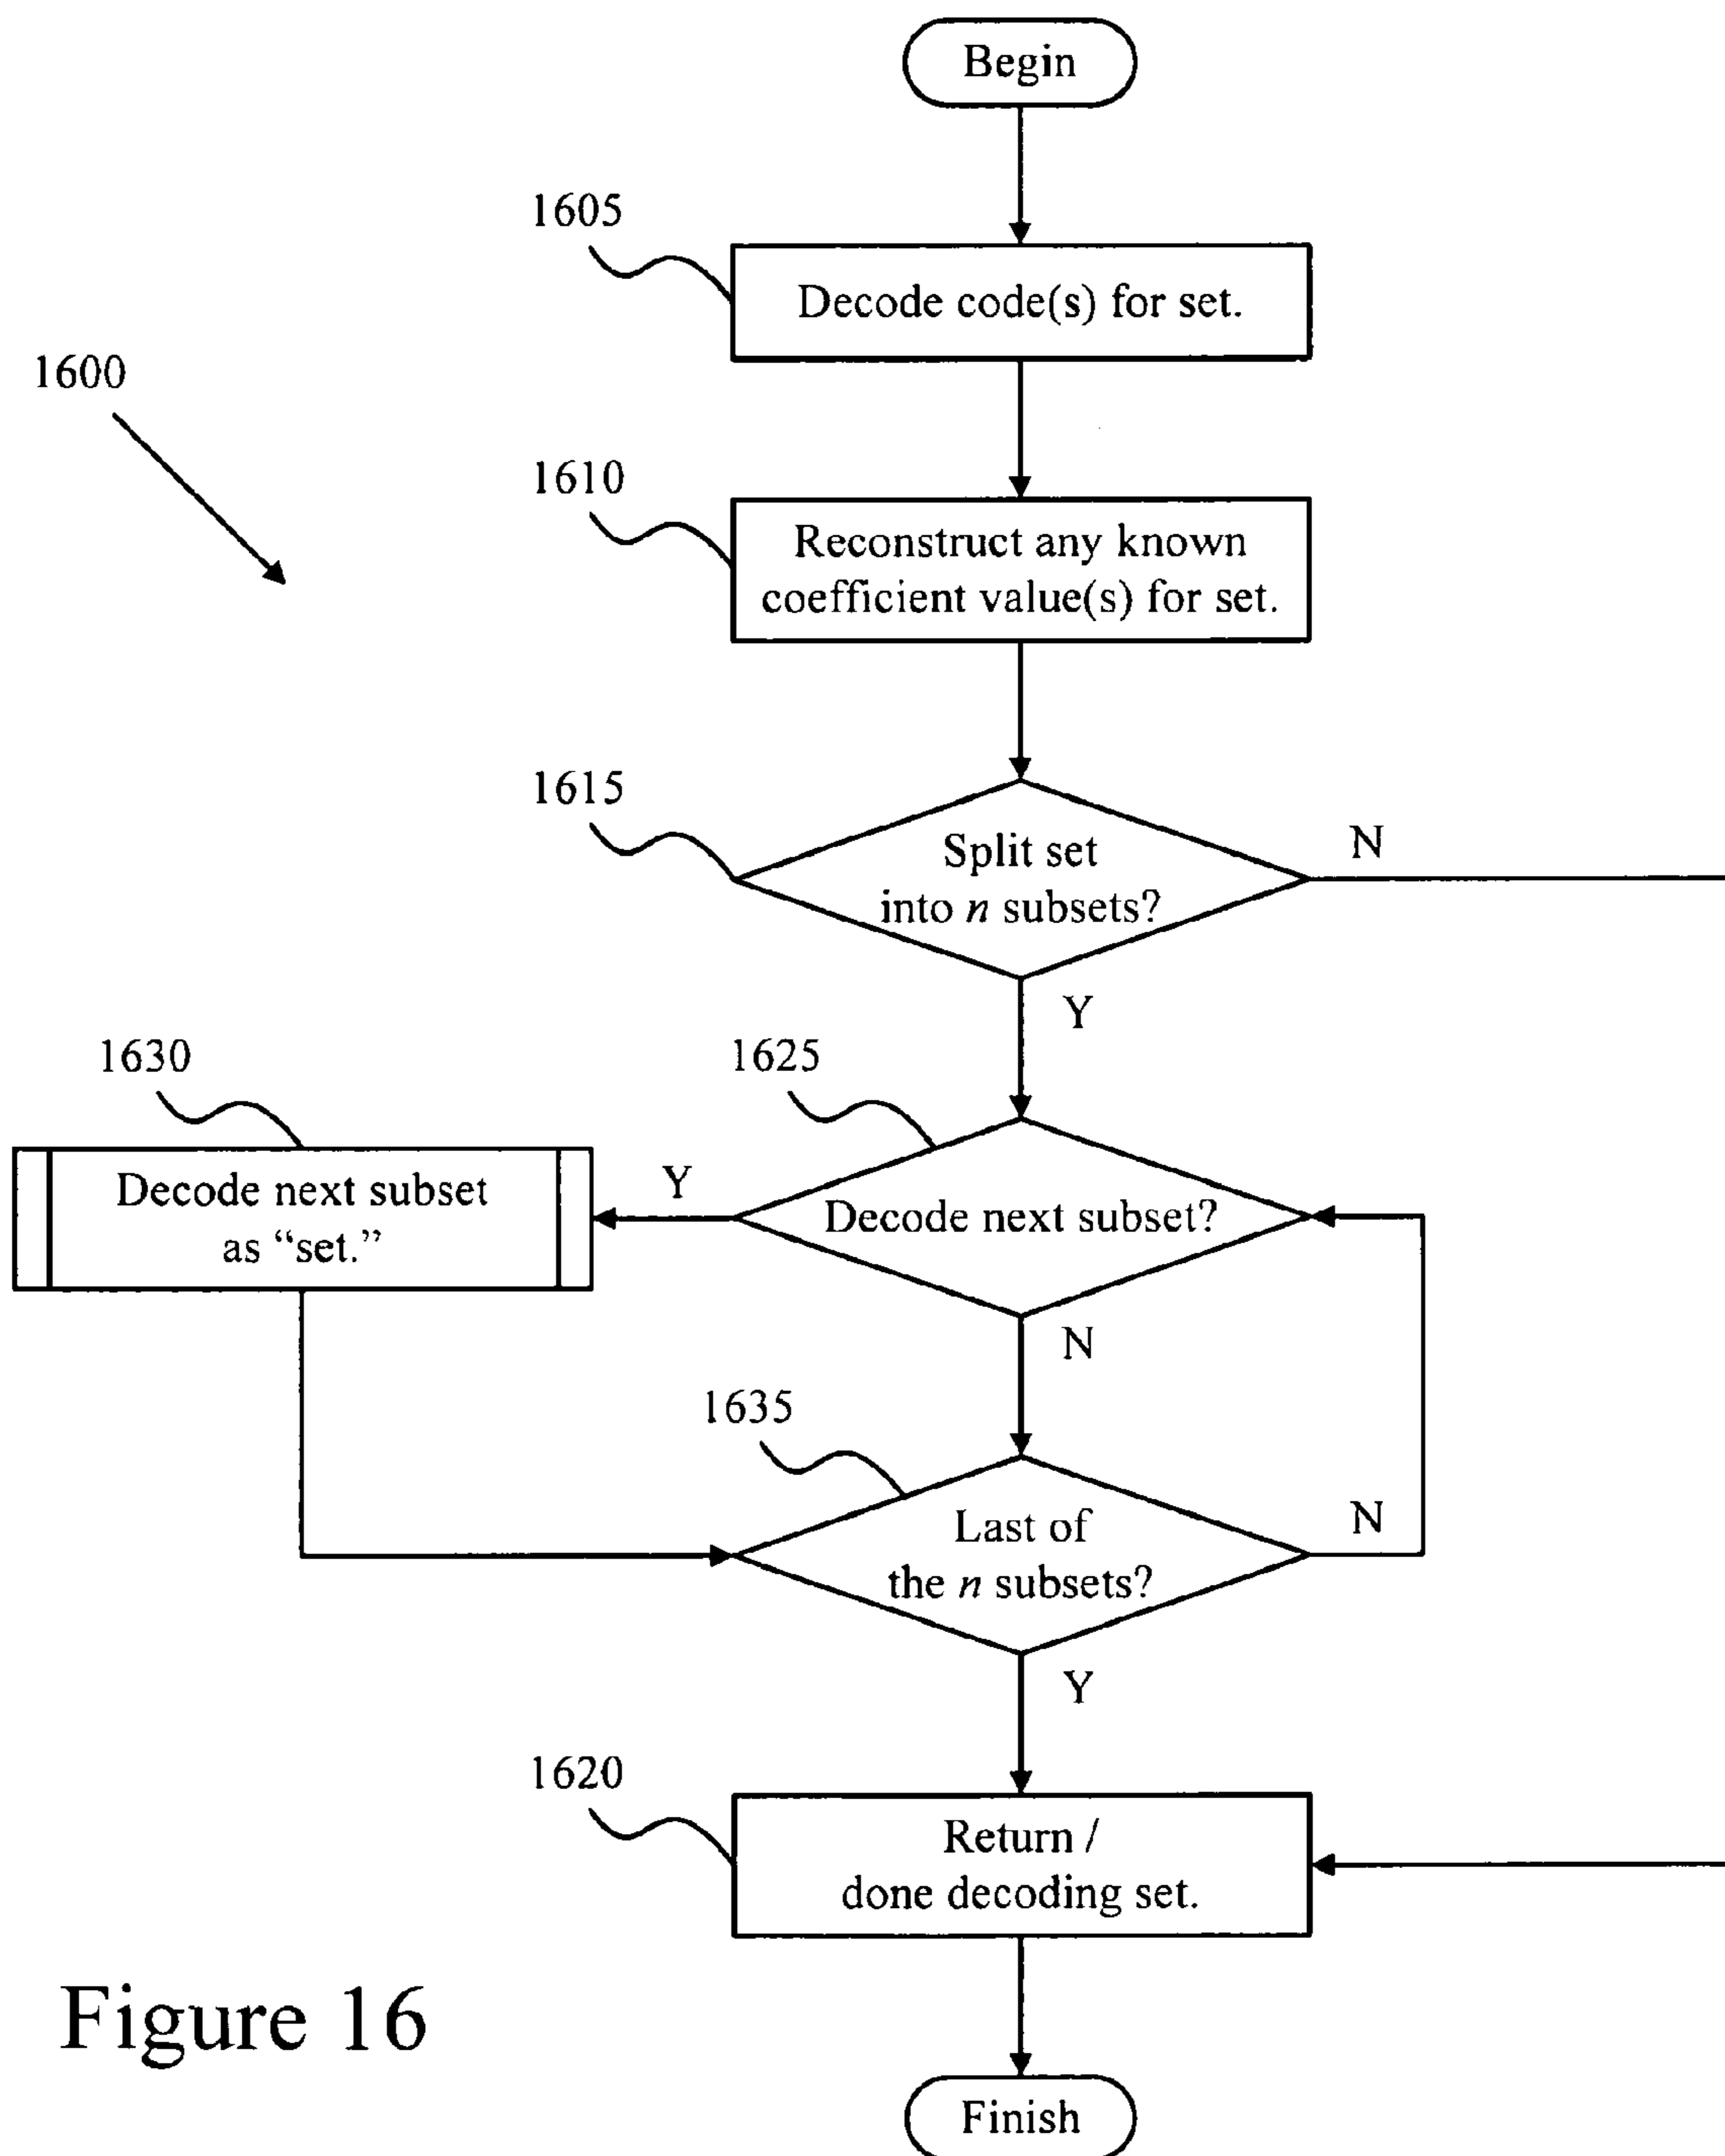 Begin
1605
Decode code(s) for set.
1600
1610
Reconstruct any known
coefficient value(s) for set.
1615
Split set
into n subsets?
N
Y
1630
1625
Decode next subset
as “set.”
Y
Decode next subset?
N
1635
Last of
the n subsets?
N
Y
1620
Return /
done decoding set.
Figure 16
Finish